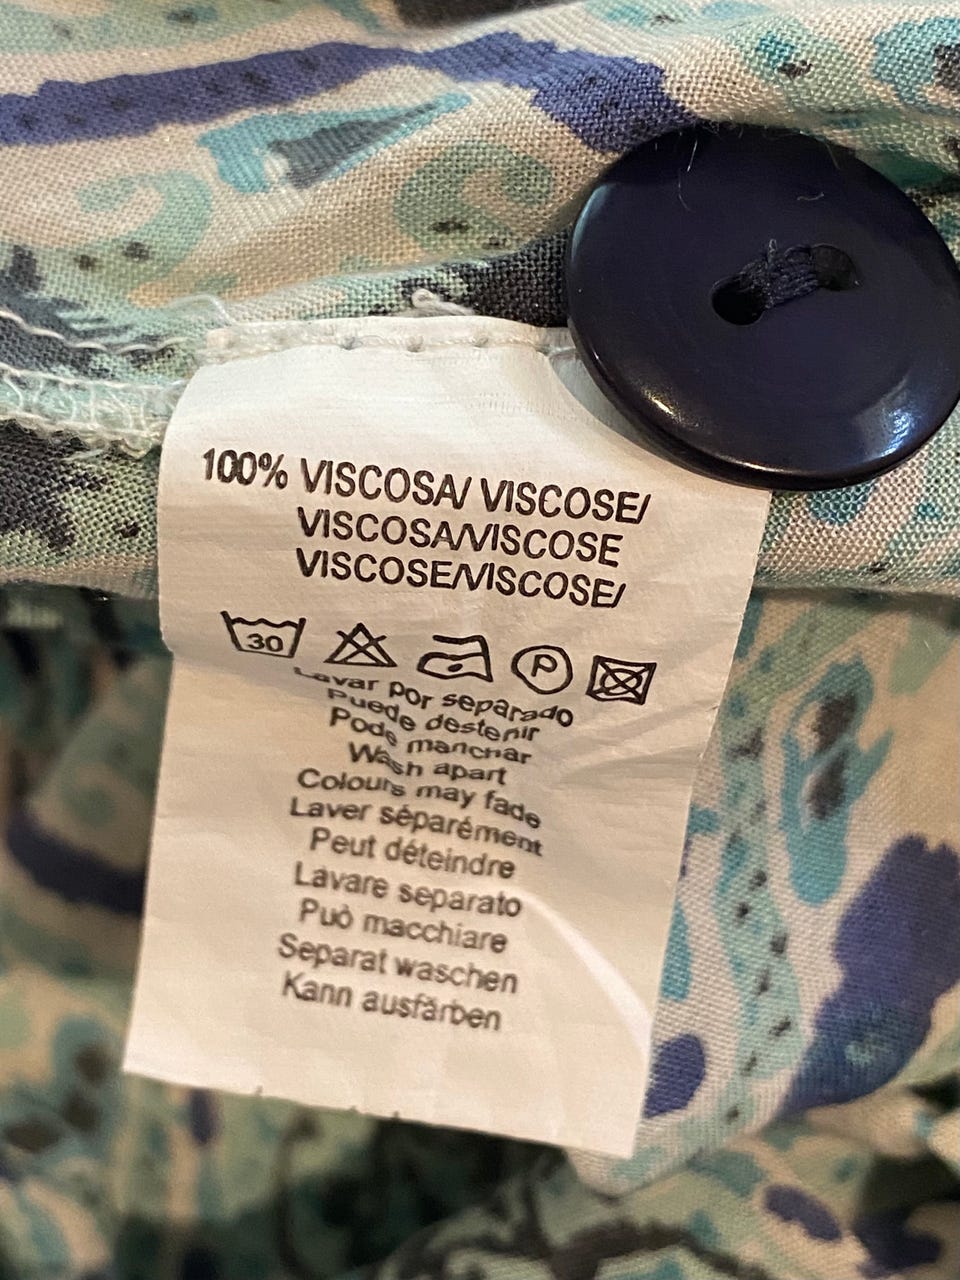 100% VISCOSA/ VISCOSE/
VISCOSA/VISCOSE
VISCOSE/VISCOSE/
30 P
Lavar por separado
Puede destenir
Pode manchar
Wash apart
Colours may fade
Laver séparément
Peut déteindre
Lavare separato
Può macchiare
Separat waschen
Kann ausfärben